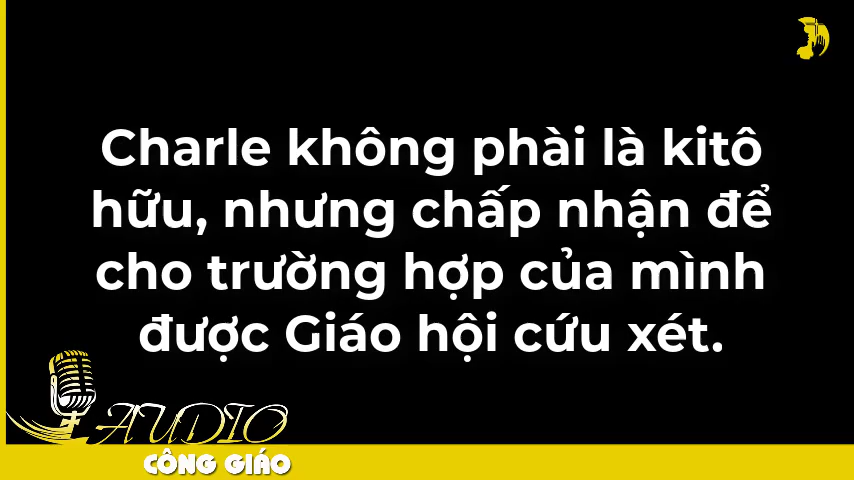 Charle không phài là kitô
hữu, nhưng chấp nhận để
cho trường hợp của mình
được Giáo hội cứu xét.
AUDIO
CÔNG GIÁO